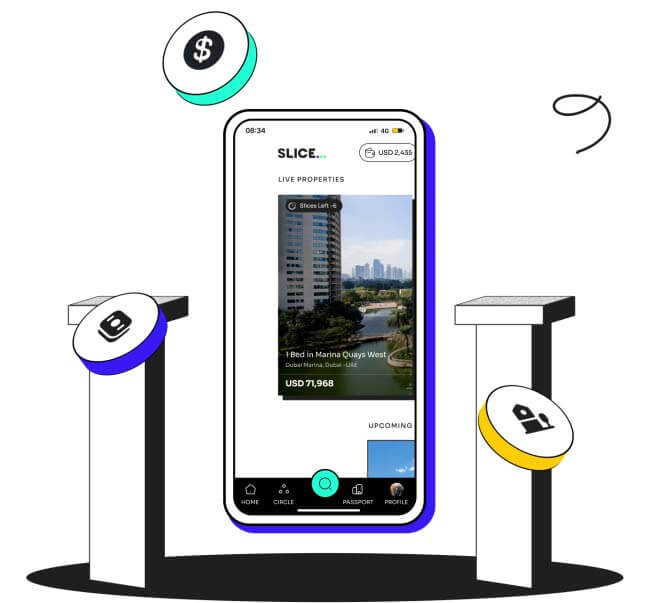 $
08:34
4G
SLICE...
USD 2,435
LIVE PROPERTIES
Slices Left -6
1 Bed in Marina Quays West
Dubai Marina, Dubai -UAE
USD 71,968
UPCOMING
HOME
CIRCLE
PASSPORT
PROFILE